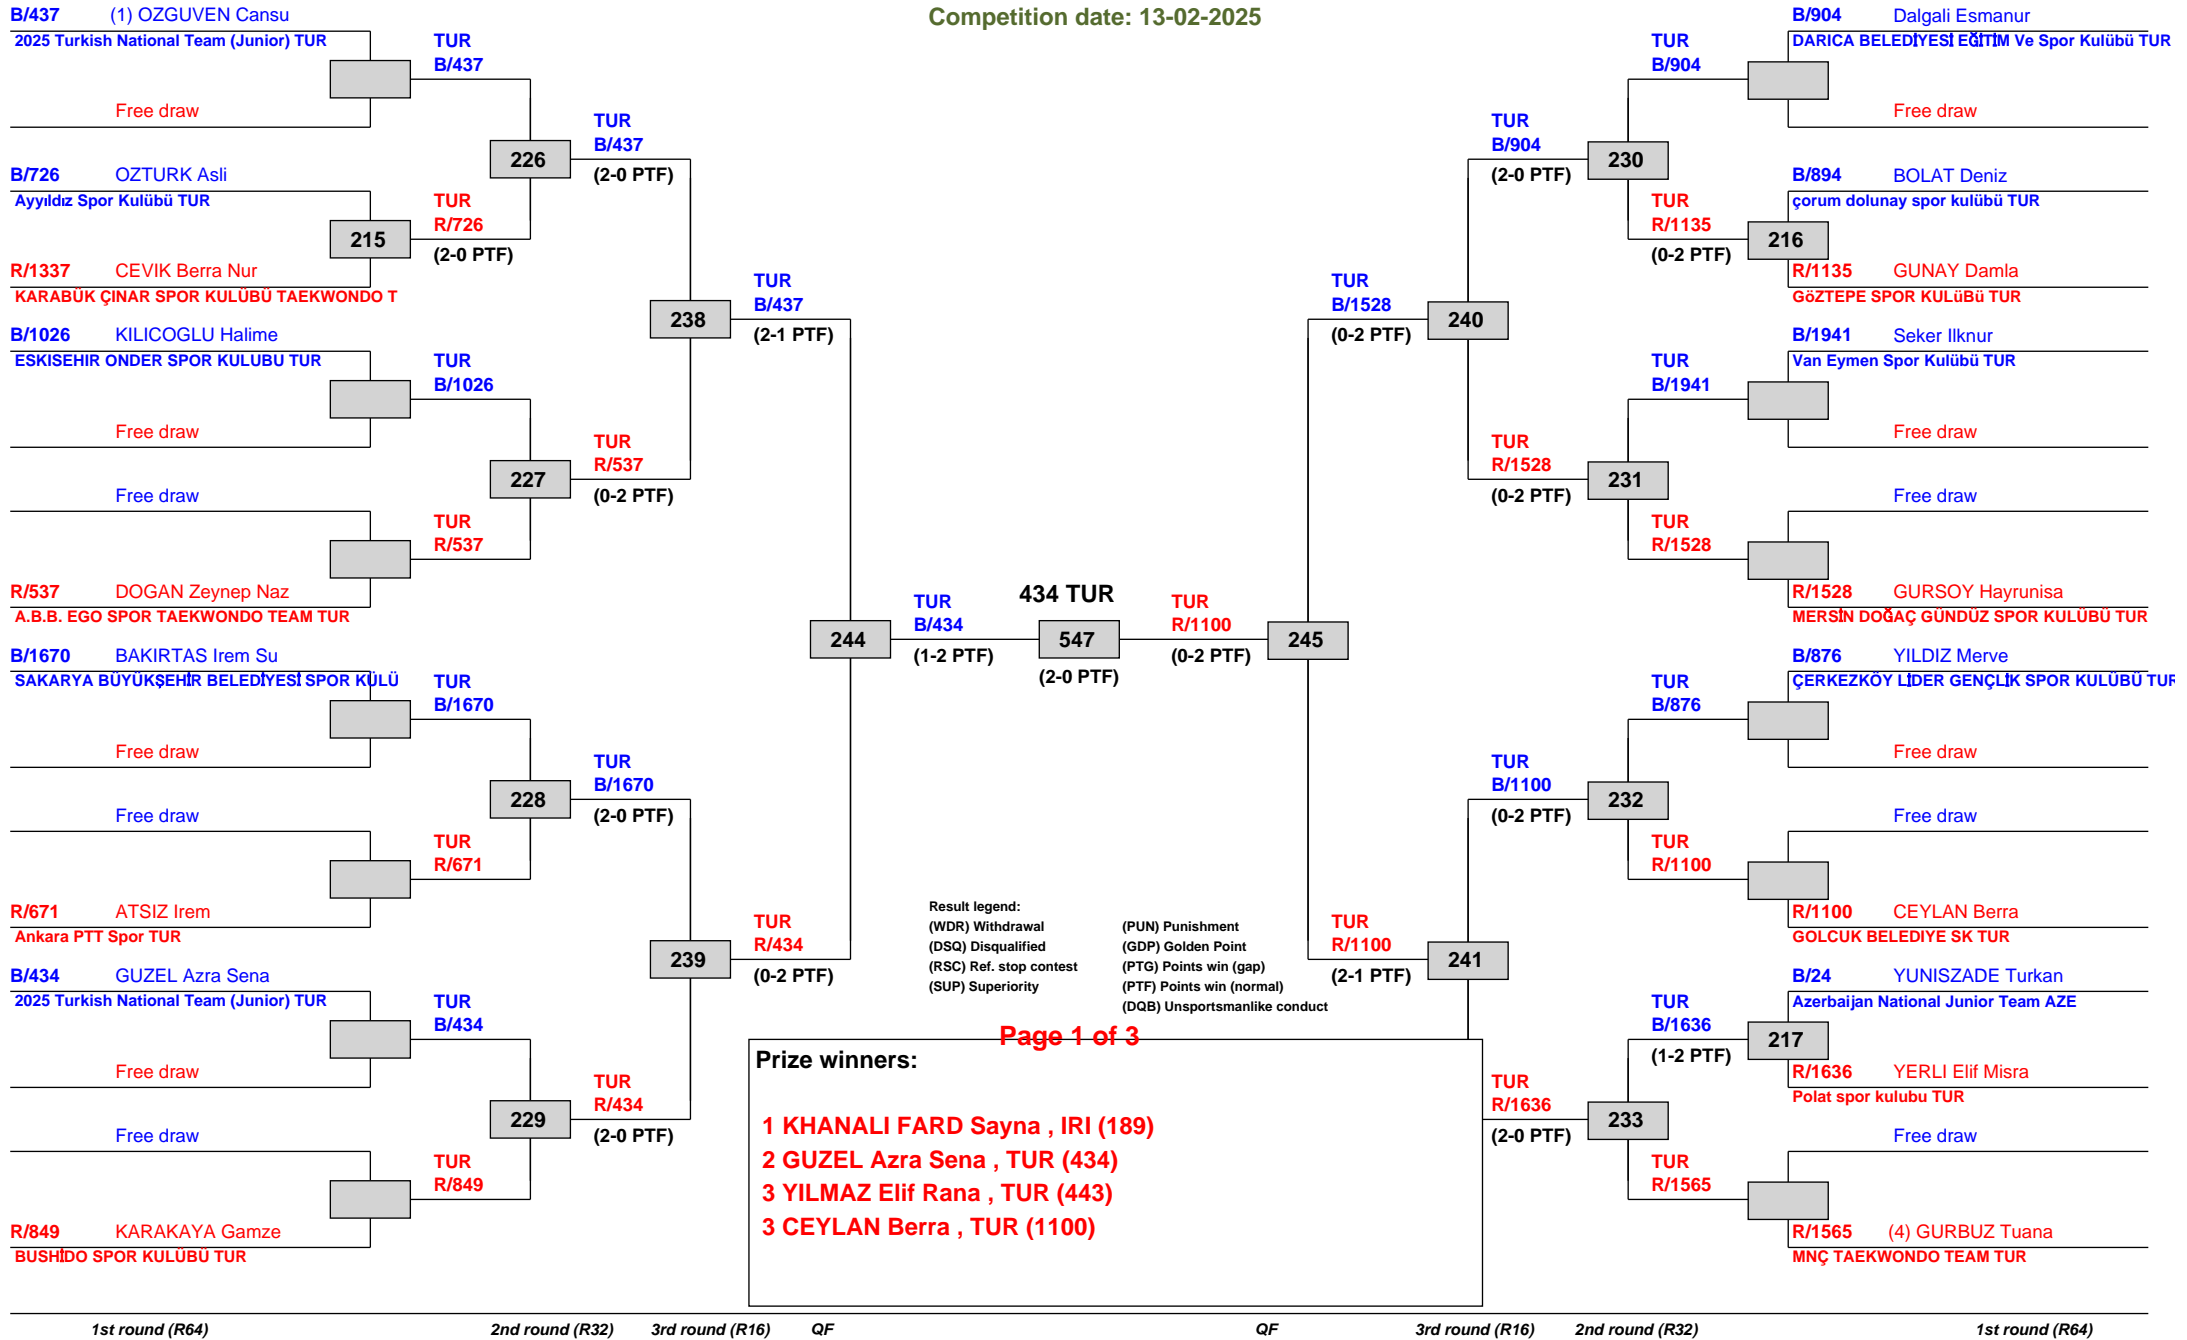 Competition date: 13-02-2025
B/437 (1) OZGUVEN Cansu
2025 Turkish National Team (Junior) TUR
Free draw
B/726 OZTURK Asli
Ayyıldız Spor Kulübü TUR
R/1337 CEVIK Berra Nur
KARABÜK ÇINAR SPOR KULÜBÜ TAEKWONDO T
B/1026 KILICOGLU Halime
ESKISEHIR ONDER SPOR KULUBU TUR
Free draw
Free draw
R/537 DOGAN Zeynep Naz
A.B.B. EGO SPOR TAEKWONDO TEAM TUR
B/1670 BAKIRTAS Irem Su
SAKARYA BÜYÜKŞEHİR BELEDİYESİ SPOR KÜLÜ
Free draw
Free draw
R/671 ATSIZ Irem
Ankara PTT Spor TUR
B/434 GUZEL Azra Sena
2025 Turkish National Team (Junior) TUR
Free draw
Free draw
R/849 KARAKAYA Gamze
BUSHİDO SPOR KULÜBÜ TUR
215
TUR
B/437
TUR
R/726
(2-0 PTF)
TUR
B/1026
TUR
R/537
TUR
B/1670
TUR
R/671
TUR
B/434
TUR
R/849
226
227
228
229
TUR
B/437
(2-0 PTF)
TUR
R/537
(0-2 PTF)
TUR
B/1670
(2-0 PTF)
TUR
R/434
(2-0 PTF)
238
239
TUR
B/437
(2-1 PTF)
TUR
R/434
(0-2 PTF)
244
TUR
B/434
(1-2 PTF)
434 TUR
547
(2-0 PTF)
TUR
R/1100
(0-2 PTF)
245
TUR
B/1528
(0-2 PTF)
TUR
R/1100
(2-1 PTF)
240
241
TUR
B/904
(2-0 PTF)
TUR
R/1528
(0-2 PTF)
TUR
B/1100
(0-2 PTF)
TUR
R/1636
(2-0 PTF)
230
231
232
233
TUR
B/904
TUR
R/1135
(0-2 PTF)
TUR
B/1941
TUR
R/1528
TUR
B/876
TUR
R/1100
TUR
B/1636
(1-2 PTF)
TUR
R/1565
216
217
B/904 Dalgali Esmanur
DARICA BELEDİYESİ EĞİTİM Ve Spor Kulübü TUR
Free draw
B/894 BOLAT Deniz
çorum dolunay spor kulübü TUR
R/1135 GUNAY Damla
GöZTEPE SPOR KULüBü TUR
B/1941 Seker Ilknur
Van Eymen Spor Kulübü TUR
Free draw
Free draw
R/1528 GURSOY Hayrunisa
MERSİN DOĞAÇ GÜNDÜZ SPOR KULÜBÜ TUR
B/876 YILDIZ Merve
ÇERKEZKÖY LİDER GENÇLİK SPOR KULÜBÜ TUR
Free draw
Free draw
R/1100 CEYLAN Berra
GOLCUK BELEDIYE SK TUR
B/24 YUNISZADE Turkan
Azerbaijan National Junior Team AZE
R/1636 YERLI Elif Misra
Polat spor kulubu TUR
Free draw
R/1565 (4) GURBUZ Tuana
MNÇ TAEKWONDO TEAM TUR
Result legend:
(WDR) Withdrawal (PUN) Punishment
(DSQ) Disqualified (GDP) Golden Point
(RSC) Ref. stop contest (PTG) Points win (gap)
(SUP) Superiority (PTF) Points win (normal)
(DQB) Unsportsmanlike conduct
Page 1 of 3
Prize winners:
1 KHANALI FARD Sayna , IRI (189)
2 GUZEL Azra Sena , TUR (434)
3 YILMAZ Elif Rana , TUR (443)
3 CEYLAN Berra , TUR (1100)
1st round (R64) 2nd round (R32) 3rd round (R16) QF QF 3rd round (R16) 2nd round (R32) 1st round (R64)